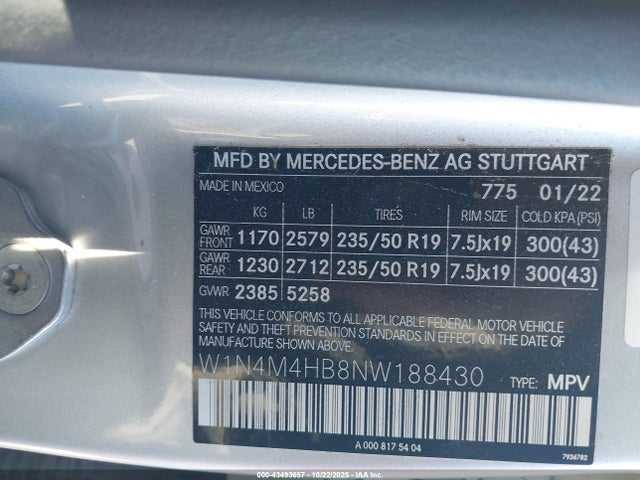 MFD BY MERCEDES-BENZ AG STUTTGART
MADE IN MEXICO 775 01/22
KG LB TIRES RIM SIZE COLD KPA(PSI)
GAWR FRONT 1170 2579 235/50 R19 7.5Jx19 300(43)
GAWR REAR 1230 2712 235/50 R19 7.5Jx19 300(43)
GVWR 2385 5258
THIS VEHICLE CONFORMS TO ALL APPLICABLE FEDERAL MOTOR VEHICLE
SAFETY AND THEFT PREVENTION STANDARDS IN EFFECT ON THE DATE OF
MANUFACTURE SHOWN ABOVE.
W1N4M4HB8NW188430 TYPE: MPV
A 000 817 54 04
7936782
00-43493657 - 10/22/2025 - IAAI.COM